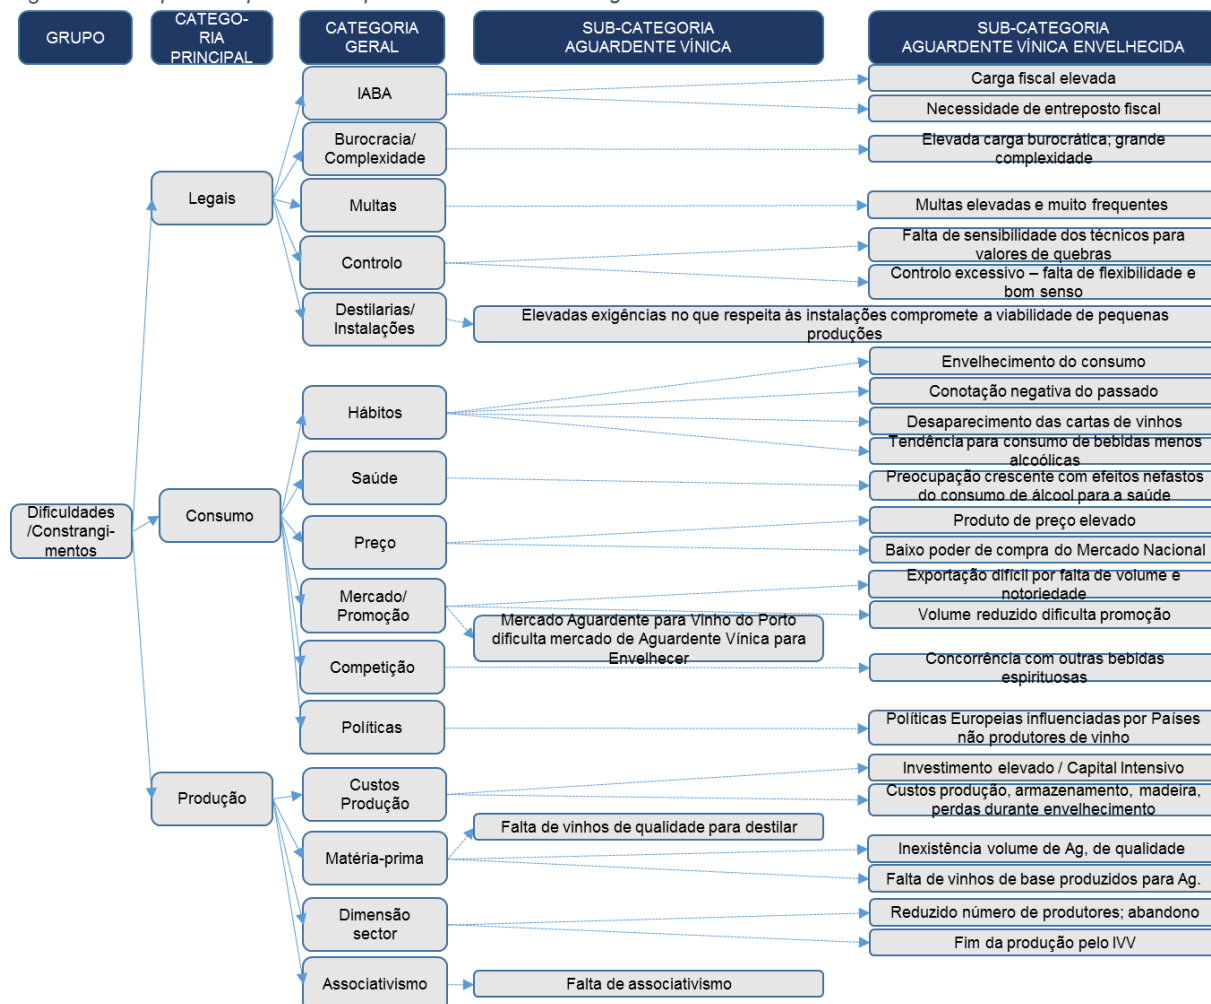 GRUPO
CATEGO-
RIA
PRINCIPAL
CATEGORIA
GERAL
SUB-CATEGORIA
AGUARDENTE VÍNICA
SUB-CATEGORIA
AGUARDENTE VÍNICA ENVELHECIDA
Dificuldades
/Constrangi-
mentos
Legais
IABA
Carga fiscal elevada
Necessidade de entreposto fiscal
Burocracia/
Complexidade
Elevada carga burocrática; grande
complexidade
Multas
Multas elevadas e muito frequentes
Controlo
Falta de sensibilidade dos técnicos para
valores de quebras
Controlo excessivo – falta de flexibilidade e
bom senso
Destilarias/
Instalações
Elevadas exigências no que respeita às instalações compromete a viabilidade de pequenas
produções
Consumo
Hábitos
Envelhecimento do consumo
Conotação negativa do passado
Desaparecimento das cartas de vinhos
Tendência para consumo de bebidas menos
alcoólicas
Saúde
Preocupação crescente com efeitos nefastos
do consumo de álcool para a saúde
Preço
Produto de preço elevado
Baixo poder de compra do Mercado Nacional
Mercado/
Promoção
Exportação difícil por falta de volume e
notoriedade
Volume reduzido dificulta promoção
Mercado Aguardente para Vinho do Porto
dificulta mercado de Aguardente Vínica para
Envelhecer
Competição
Concorrência com outras bebidas
espirituosas
Políticas
Políticas Europeias influenciadas por Países
não produtores de vinho
Produção
Custos
Produção
Investimento elevado / Capital Intensivo
Custos produção, armazenamento, madeira,
perdas durante envelhecimento
Matéria-prima
Falta de vinhos de qualidade para destilar
Inexistência volume de Ag, de qualidade
Falta de vinhos de base produzidos para Ag.
Dimensão
sector
Reduzido número de produtores; abandono
Fim da produção pelo IVV
Associativismo
Falta de associativismo